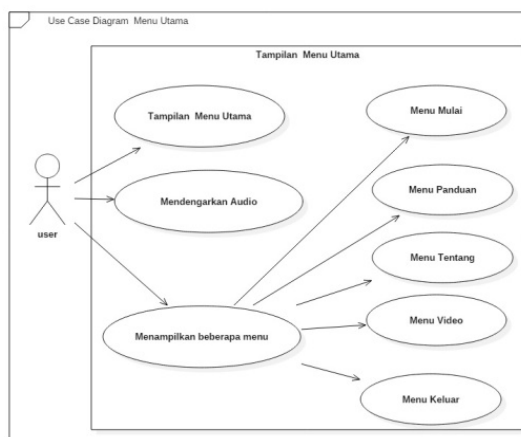 Use Case Diagram Menu Utama
Tampilan Menu Utama
Tampilan Menu Utama
Menu Mulai
Mendengarkan Audio
Menu Panduan
user
Menu Tentang
Menampilkan beberapa menu
Menu Video
Menu Keluar